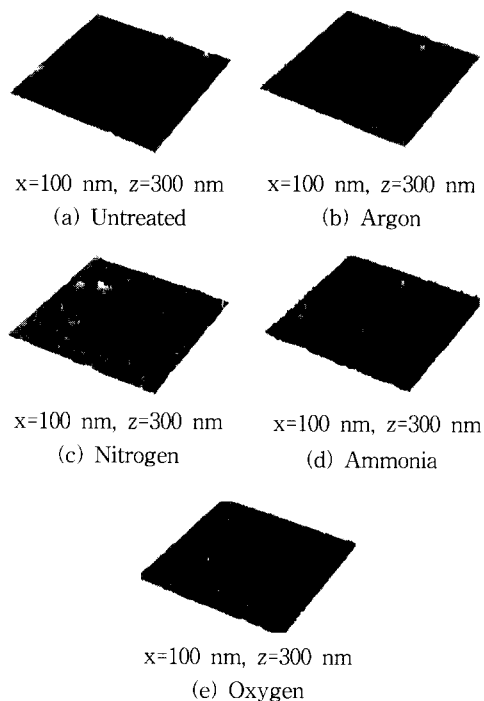 x=100 nm, z=300 nm
(a) Untreated
x=100 nm, z=300 nm
(b) Argon
x=100 nm, z=300 nm
(c) Nitrogen
x=100 nm, z=300 nm
(d) Ammonia
x=100 nm, z=300 nm
(e) Oxygen